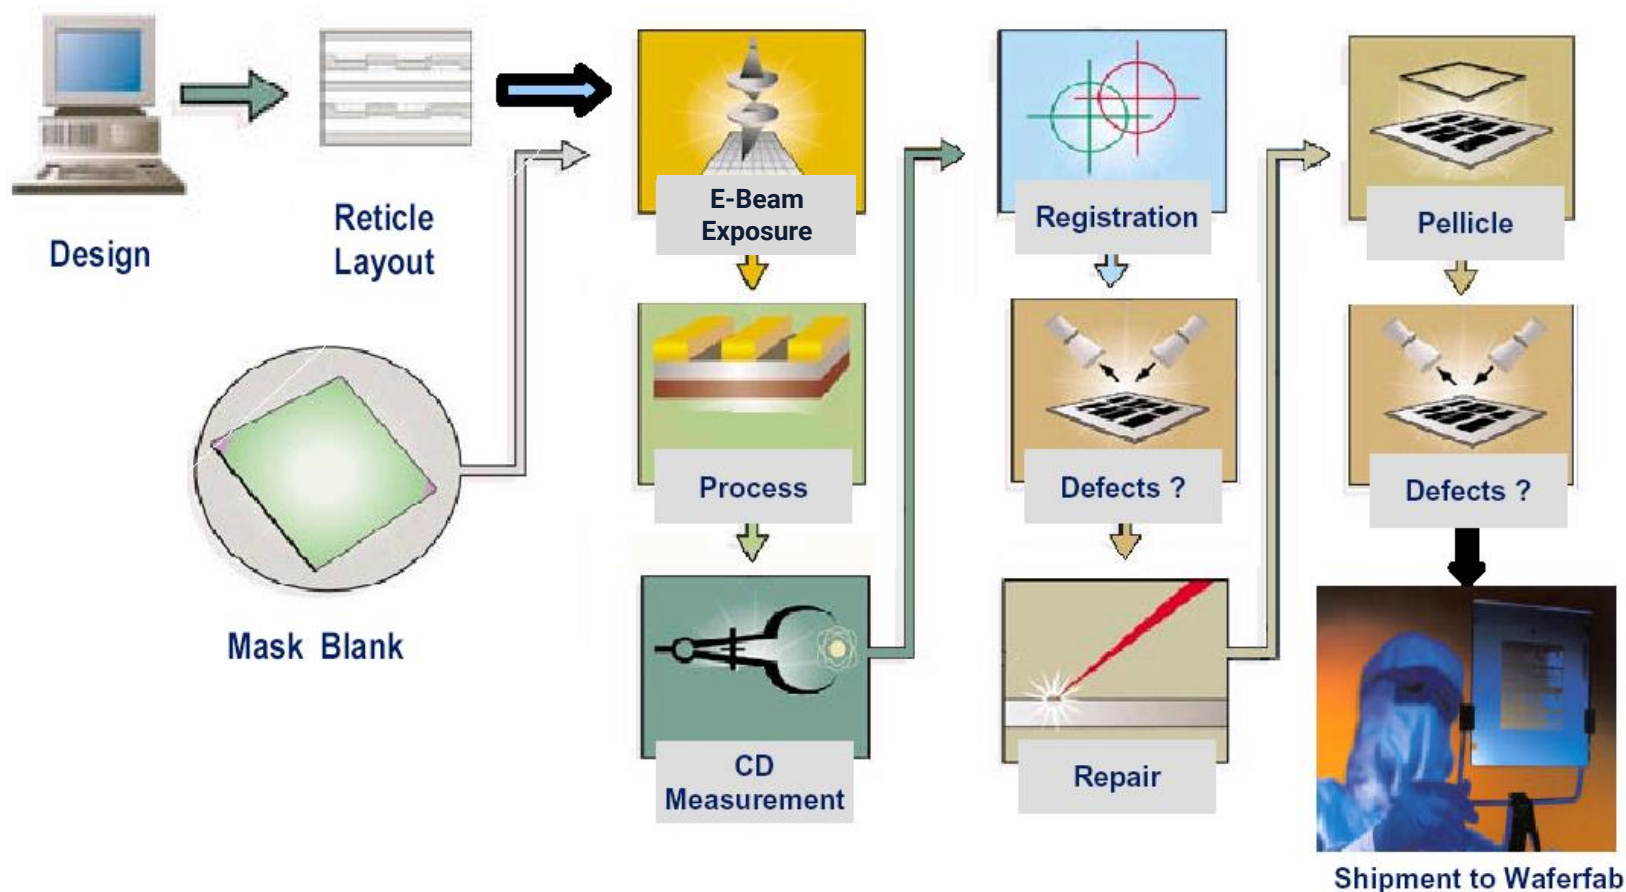 Design
Reticle
Layout
Mask Blank
E-Beam
Exposure
Process
CD
Measurement
Registration
Defects ?
Repair
Pellicle
Defects ?
Shipment to Waferfab